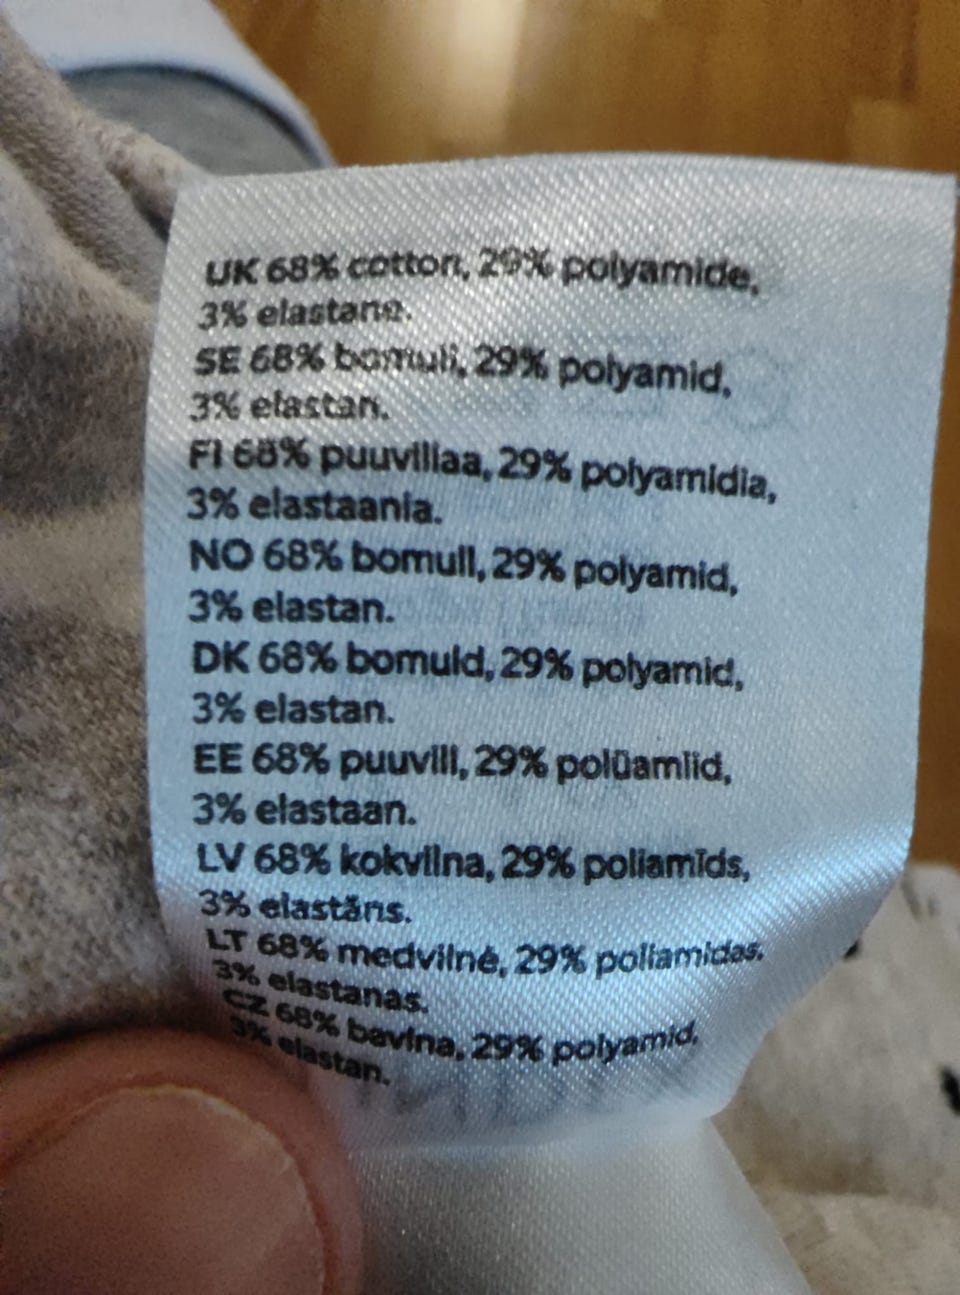 UK 68% cotton, 29% polyamide,
3% elastane.
SE 68% bomull, 29% polyamid,
3% elastan.
FI 68% puuvillaa, 29% polyamidia,
3% elastaania.
NO 68% bomull, 29% polyamid,
3% elastan.
DK 68% bomuld, 29% polyamid,
3% elastan.
EE 68% puuvill, 29% polüamiid,
3% elastaan.
LV 68% kokvilna, 29% poliamīds,
3% elastāns.
LT 68% medvilnė, 29% poliamidas,
3% elastanas.
CZ 68% bavlna, 29% polyamid,
3% elastan.